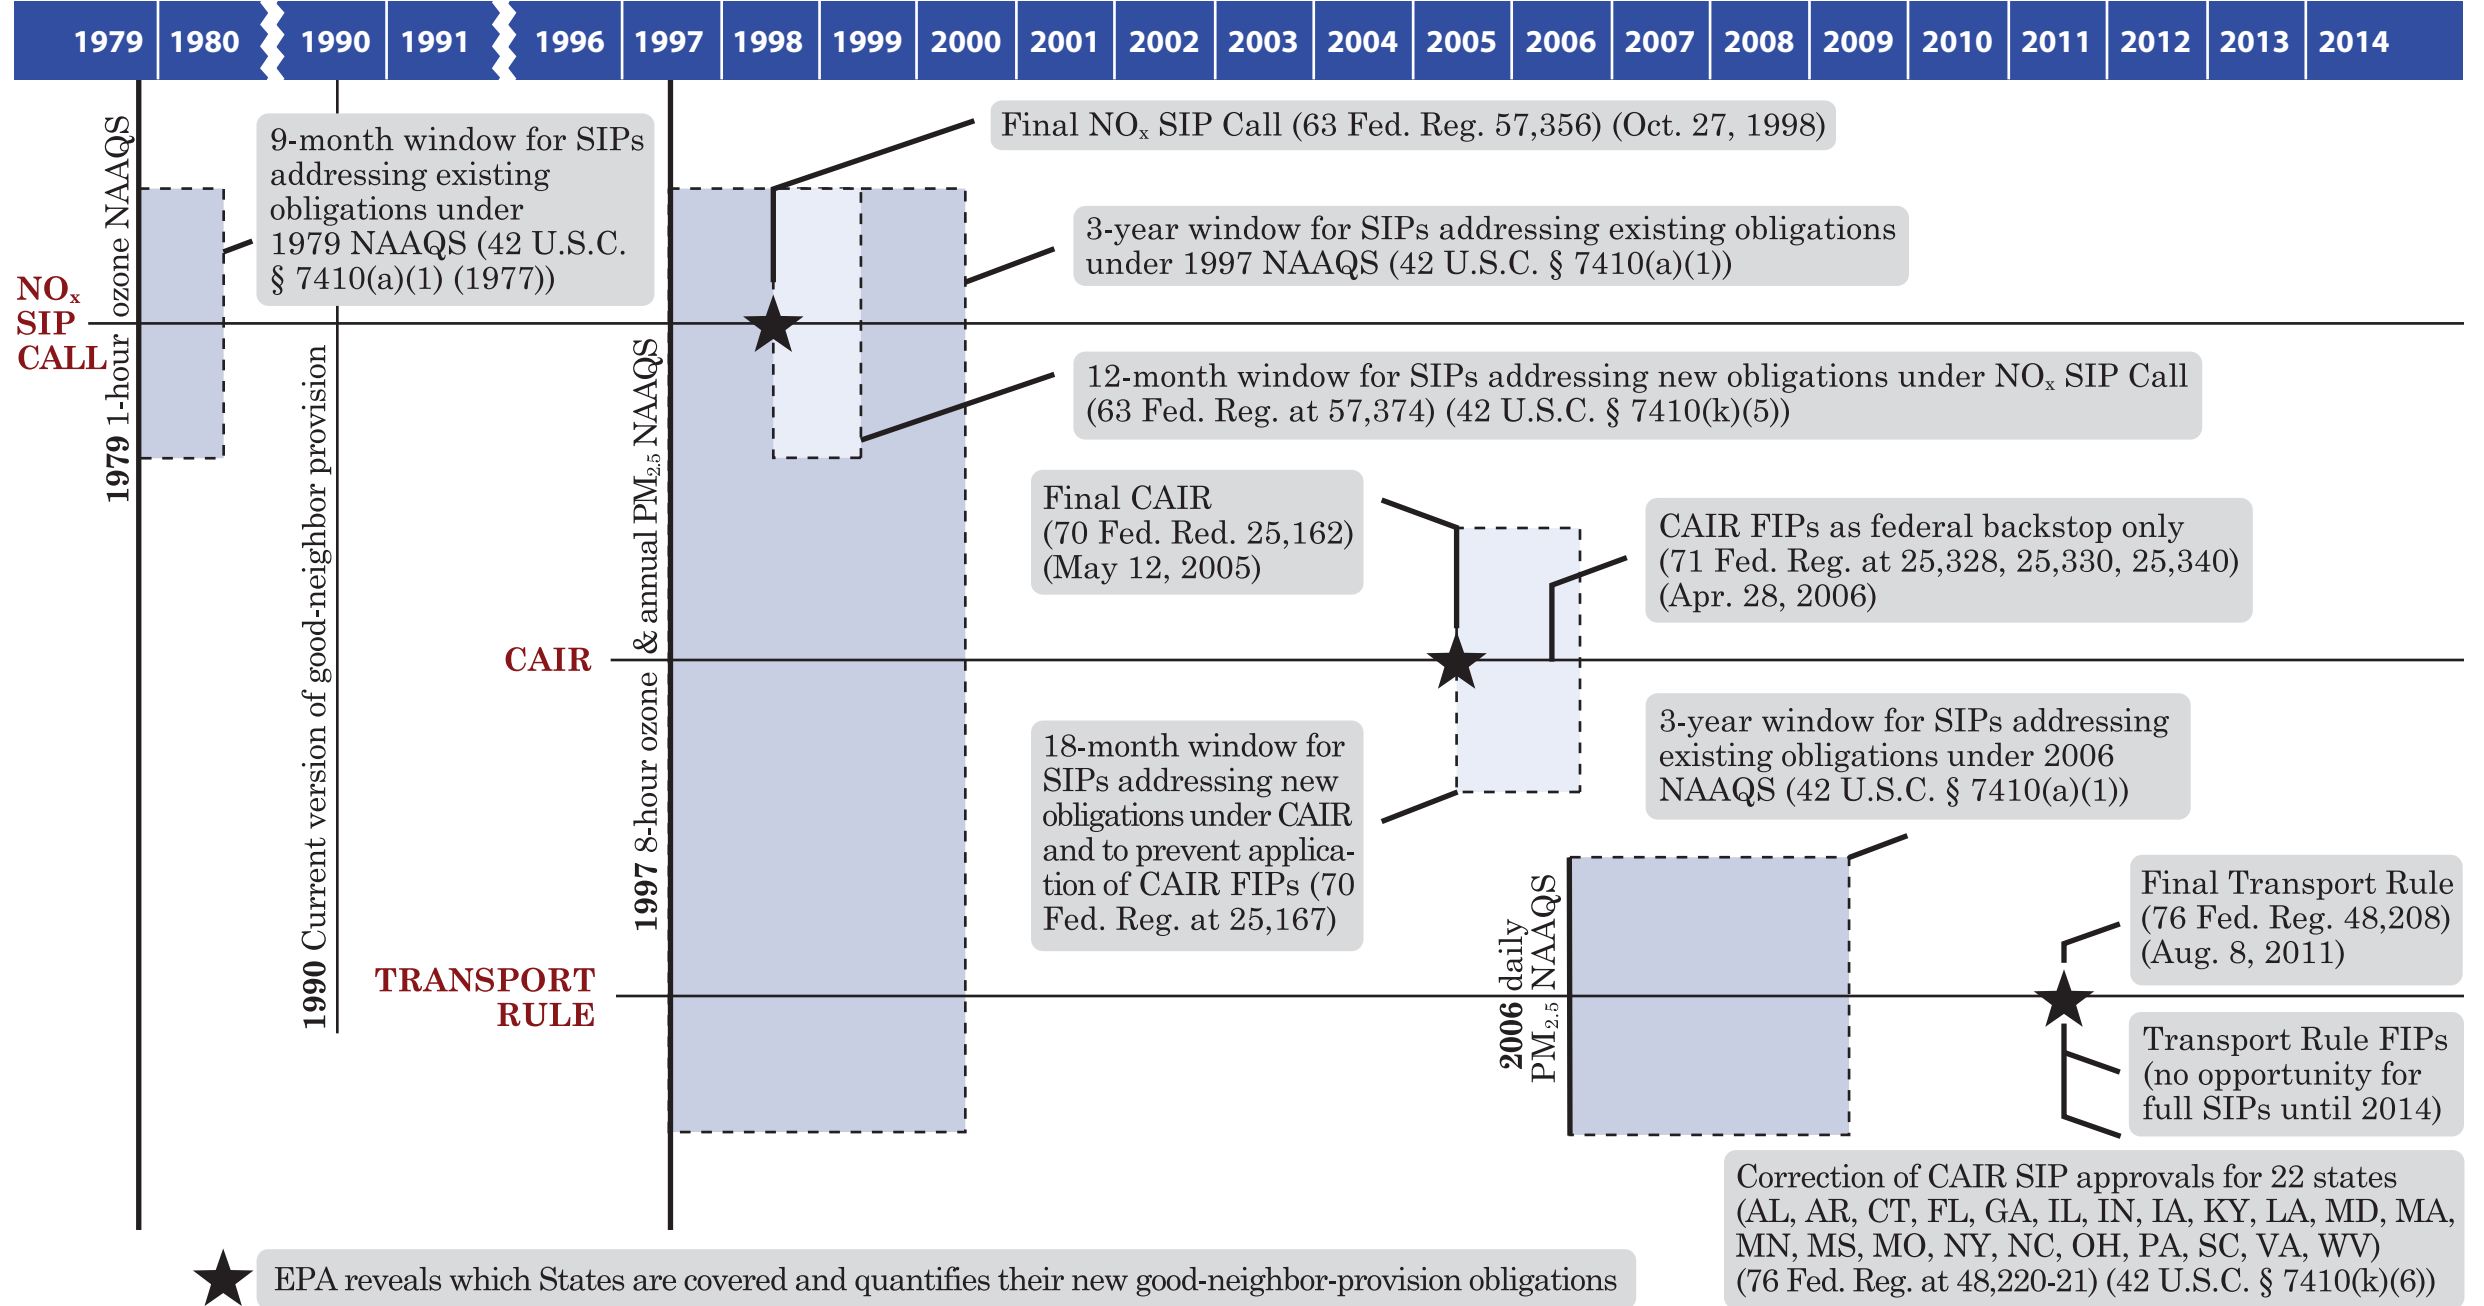 1979 1980 1990 1991 1996 1997 1998 1999 2000 2001 2002 2003 2004 2005 2006 2007 2008 2009 2010 2011 2012 2013 2014
Final NOx SIP Call (63 Fed. Reg. 57,356) (Oct. 27, 1998)
9-month window for SIPs
addressing existing
obligations under
1979 NAAQS (42 U.S.C.
§ 7410(a)(1) (1977))
3-year window for SIPs addressing existing obligations
under 1997 NAAQS (42 U.S.C. § 7410(a)(1))
NOx
SIP
CALL
1979 1-hour ozone NAAQS
1990 Current version of good-neighbor provision
1997 8-hour ozone & annual PM2.5 NAAQS
12-month window for SIPs addressing new obligations under NOx SIP Call
(63 Fed. Reg. at 57,374) (42 U.S.C. § 7410(k)(5))
Final CAIR
(70 Fed. Red. 25,162)
(May 12, 2005)
CAIR FIPs as federal backstop only
(71 Fed. Reg. at 25,328, 25,330, 25,340)
(Apr. 28, 2006)
CAIR
18-month window for
SIPs addressing new
obligations under CAIR
and to prevent applica-
tion of CAIR FIPs (70
Fed. Reg. at 25,167)
3-year window for SIPs addressing
existing obligations under 2006
NAAQS (42 U.S.C. § 7410(a)(1))
TRANSPORT
RULE
2006 daily
PM2.5 NAAQS
Final Transport Rule
(76 Fed. Reg. 48,208)
(Aug. 8, 2011)
Transport Rule FIPs
(no opportunity for
full SIPs until 2014)
Correction of CAIR SIP approvals for 22 states
(AL, AR, CT, FL, GA, IL, IN, IA, KY, LA, MD, MA,
MN, MS, MO, NY, NC, OH, PA, SC, VA, WV)
(76 Fed. Reg. at 48,220-21) (42 U.S.C. § 7410(k)(6))
EPA reveals which States are covered and quantifies their new good-neighbor-provision obligations